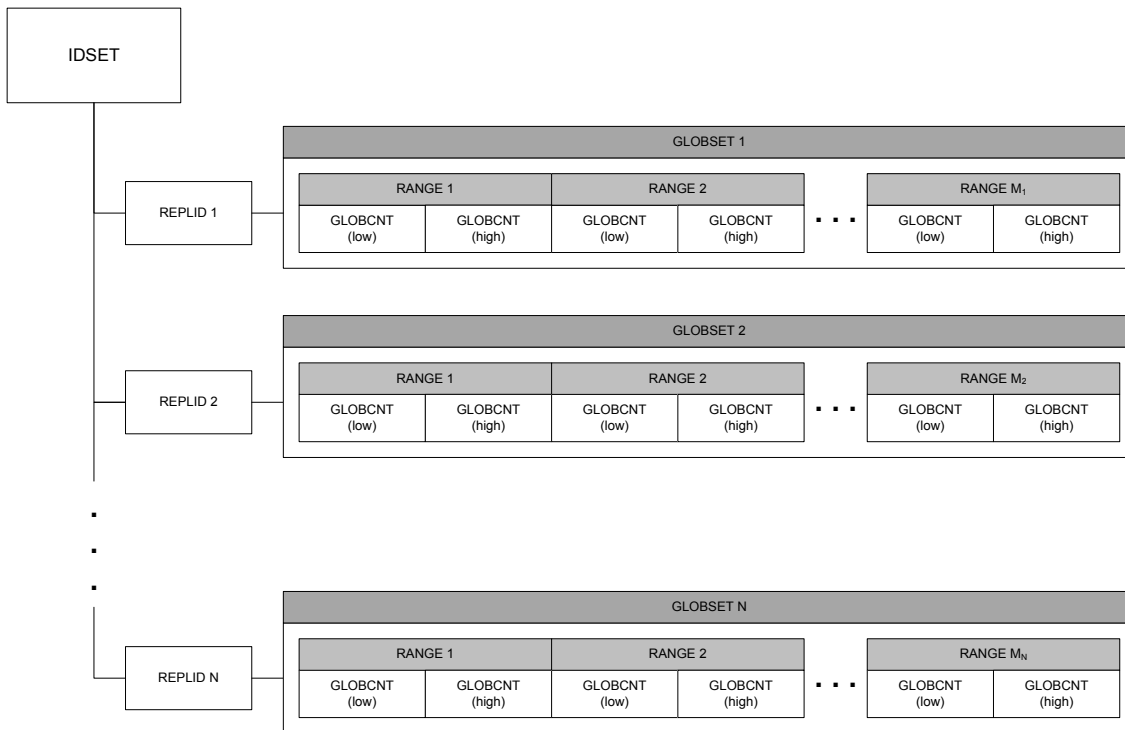 IDSET
GLOBSET 1
RANGE 1 RANGE 2 RANGE M₁
REPLID 1
GLOBCNT GLOBCNT GLOBCNT GLOBCNT . . . GLOBCNT GLOBCNT
(low) (high) (low) (high) (low) (high)
GLOBSET 2
RANGE 1 RANGE 2 RANGE M₂
REPLID 2
GLOBCNT GLOBCNT GLOBCNT GLOBCNT . . . GLOBCNT GLOBCNT
(low) (high) (low) (high) (low) (high)
.
.
.
GLOBSET N
RANGE 1 RANGE 2 RANGE Mₙ
REPLID N
GLOBCNT GLOBCNT GLOBCNT GLOBCNT . . . GLOBCNT GLOBCNT
(low) (high) (low) (high) (low) (high)